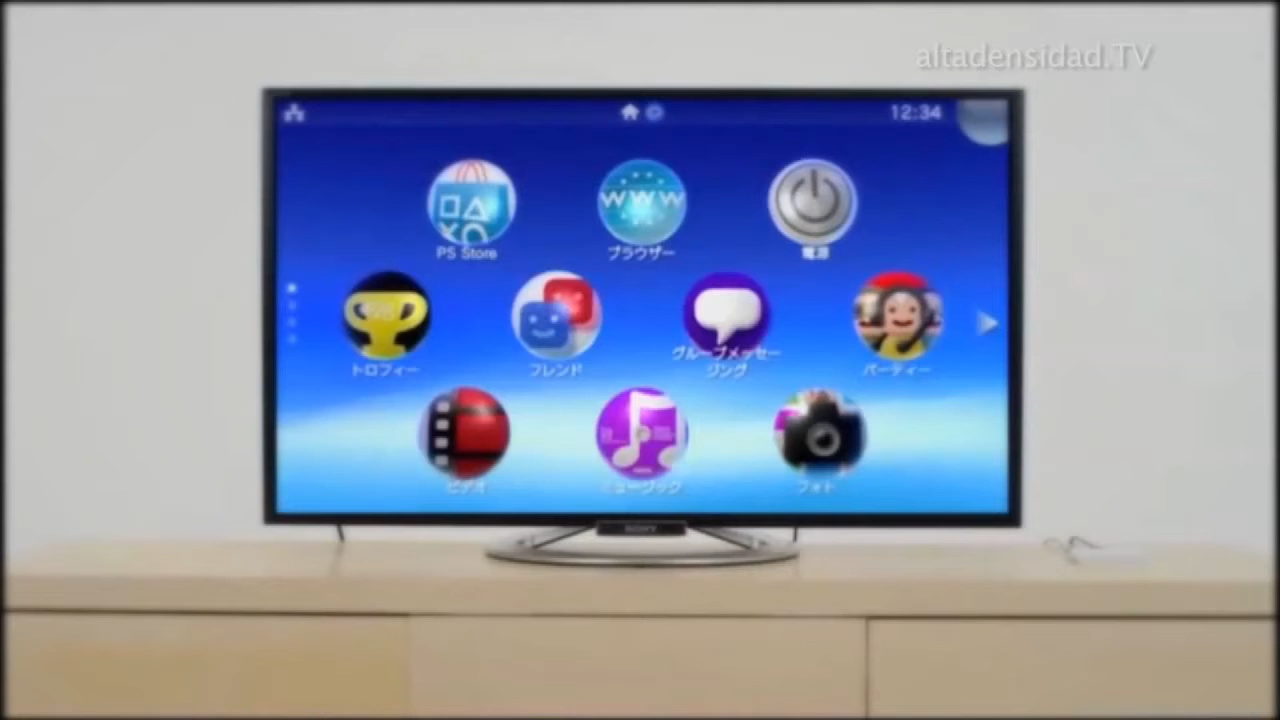 altadensidad.TV
12:34
PS Store
WWW
ブラウザー
電源
トロフィー
フレンド
グループメッセー
ジング
パーティー
ビデオ
ミュージック
フォト
SONY